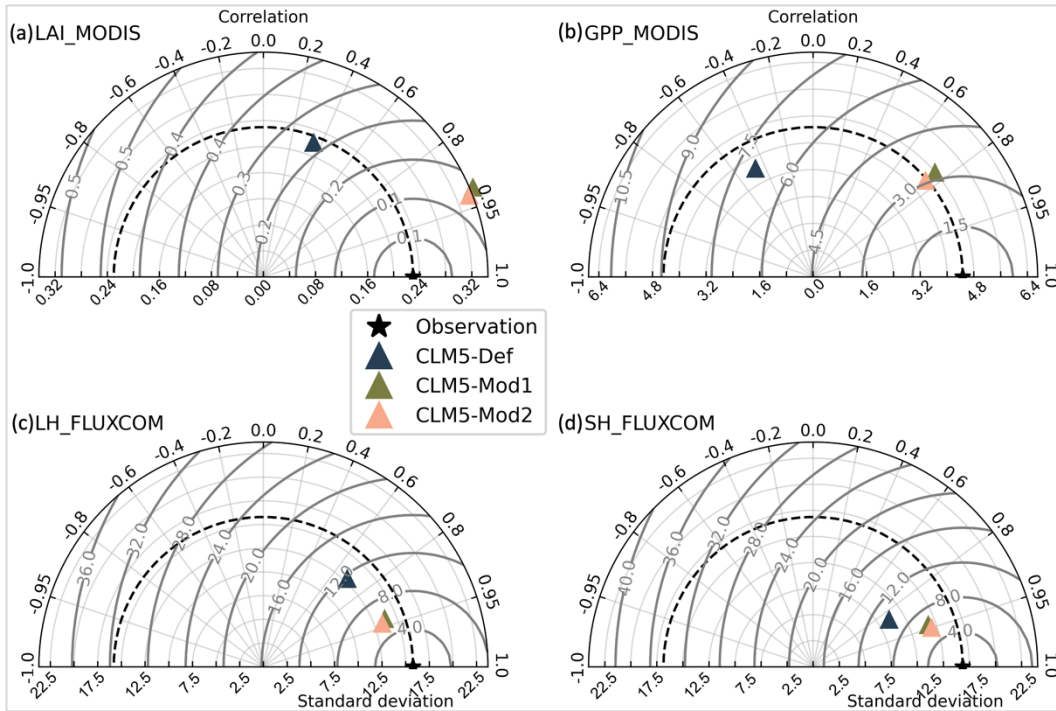 Correlation
(a)LAI_MODIS
(b)GPP_MODIS
-0.95 -0.8 -0.6 -0.4 -0.2 0.0 0.2 0.4 0.6 0.8 0.95
-0.95 -0.8 -0.6 -0.4 -0.2 0.0 0.2 0.4 0.6 0.8 0.95
0.5 0.5 0.4 0.4 0.3 0.2 0.2 0.1 0.1
10.5 9.0 7.5 6.0 4.5 3.0 1.5
-1.0 1.0
-1.0 1.0
0.32 0.24 0.16 0.08 0.00 0.08 0.16 0.24 0.32
6.4 4.8 3.2 1.6 0.0 1.6 3.2 4.8 6.4
Observation
CLM5-Def
CLM5-Mod1
CLM5-Mod2
(c)LH_FLUXCOM
(d)SH_FLUXCOM
-0.95 -0.8 -0.6 -0.4 -0.2 0.0 0.2 0.4 0.6 0.8 0.95
-0.95 -0.8 -0.6 -0.4 -0.2 0.0 0.2 0.4 0.6 0.8 0.95
36.0 32.0 28.0 24.0 20.0 16.0 12.0 8.0 4.0
40.0 36.0 32.0 28.0 24.0 20.0 16.0 12.0 8.0 4.0
-1.0 1.0
-1.0 1.0
22.5 17.5 12.5 7.5 2.5 2.5 7.5 12.5 17.5 22.5
22.5 17.5 12.5 7.5 2.5 2.5 7.5 12.5 17.5 22.5
Standard deviation
Standard deviation